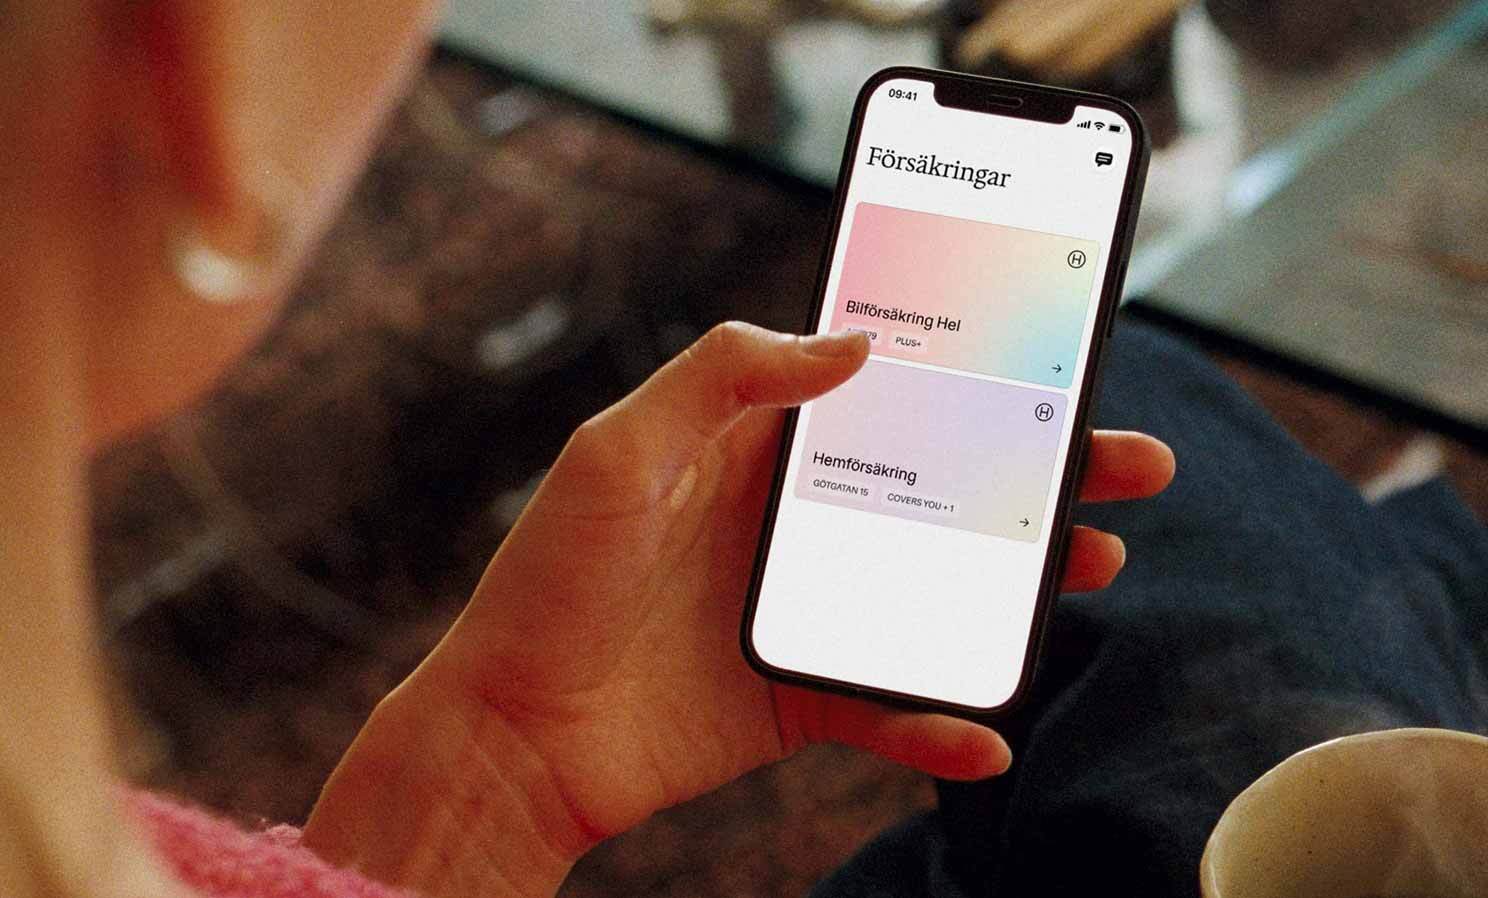 09:41
Försäkringar
H
Bilförsäkring Hel
PLUS+
H
Hemförsäkring
GÖTGATAN 15 COVERS YOU + 1